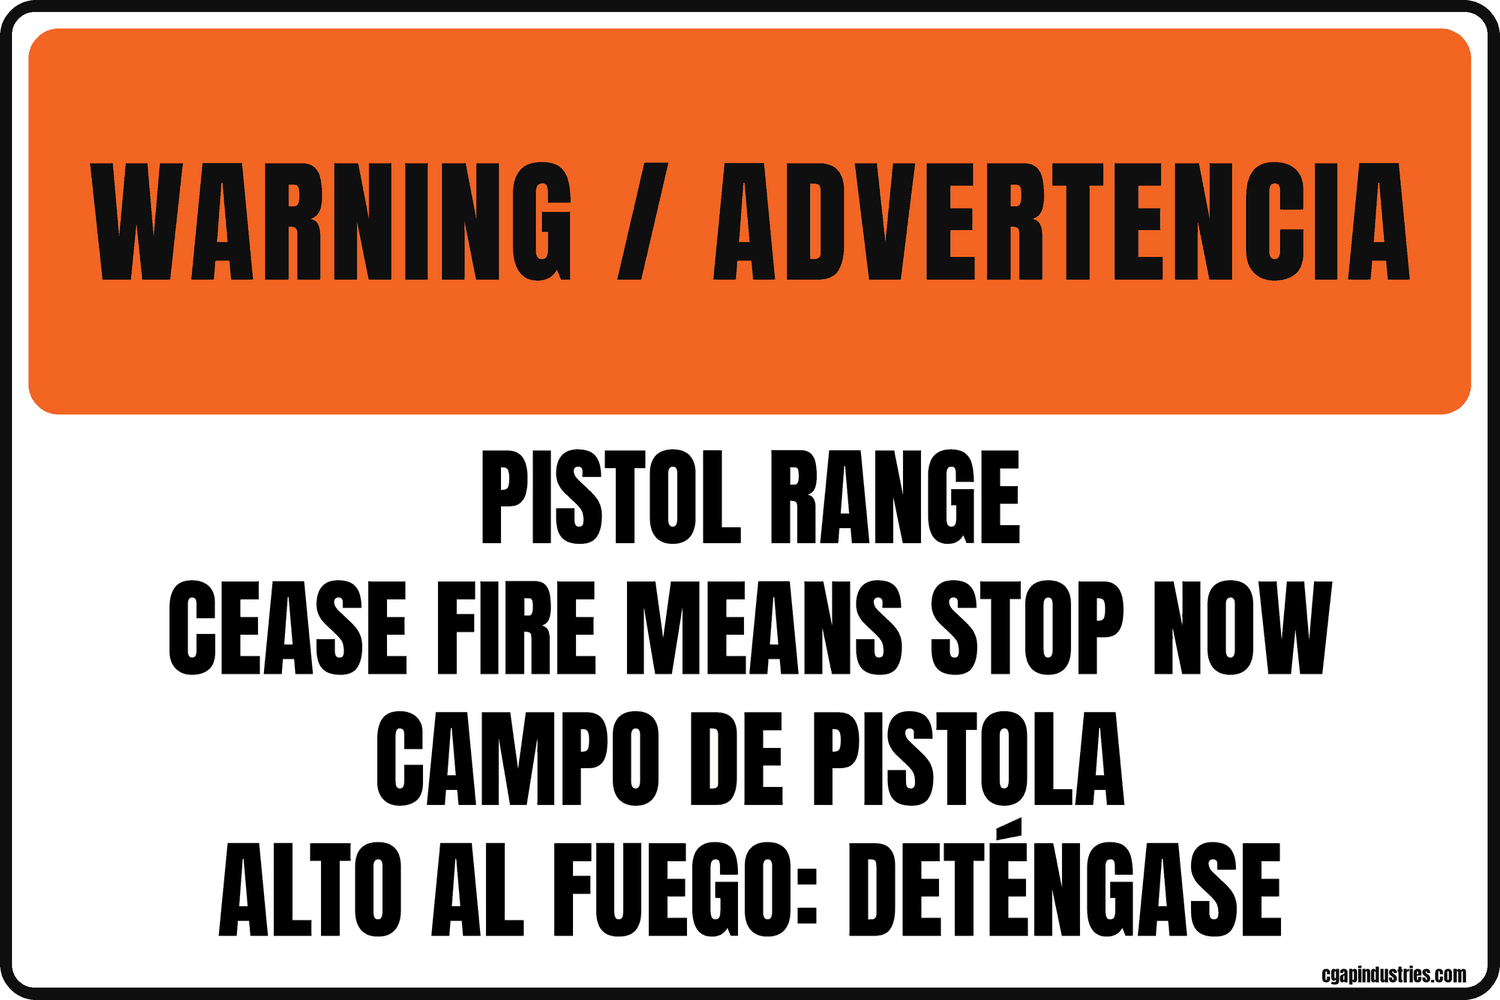 WARNING / ADVERTENCIA
PISTOL RANGE
CEASE FIRE MEANS STOP NOW
CAMPO DE PISTOLA
ALTO AL FUEGO: DETÉNGASE
cgapindustries.com